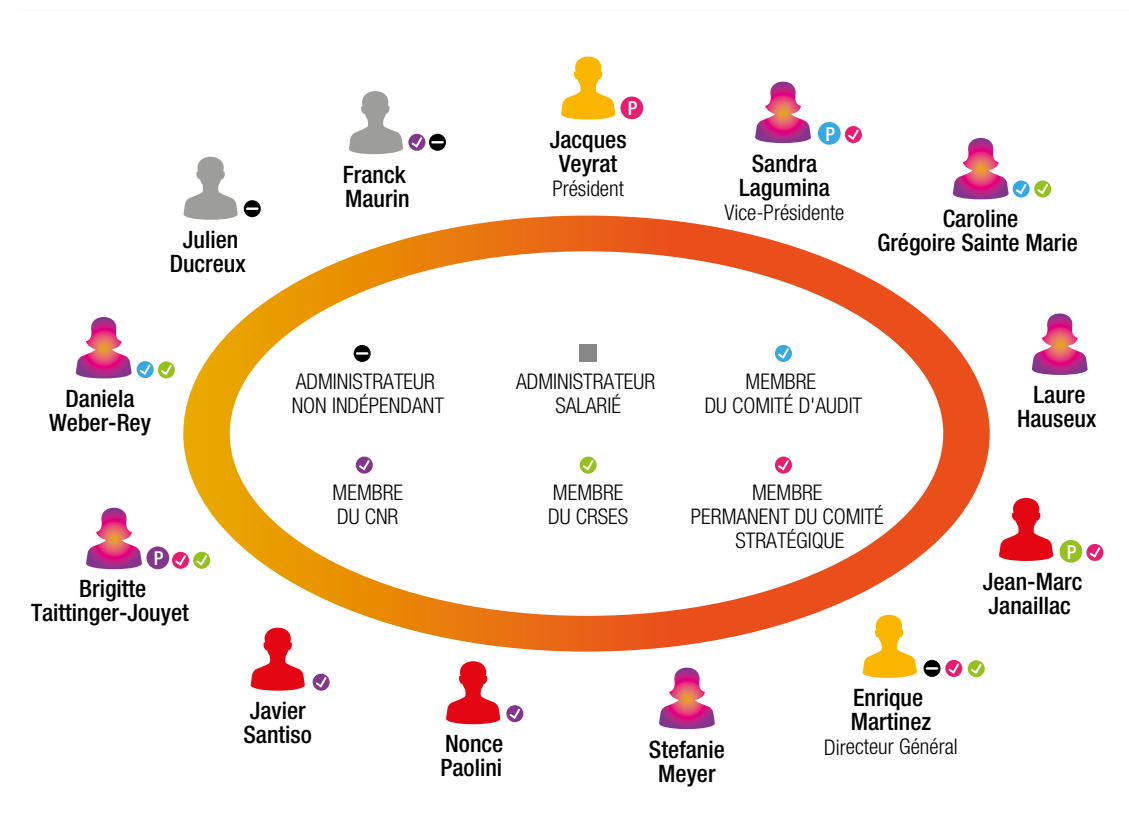 P
Jacques
Veyrat
Président
P
Sandra
Lagumina
Vice-Présidente
Caroline
Grégoire Sainte Marie
Laure
Hauseux
P
Jean-Marc
Janaillac
Enrique
Martinez
Directeur Général
Stefanie
Meyer
Nonce
Paolini
Javier
Santiso
P
Brigitte
Taittinger-Jouyet
Daniela
Weber-Rey
Julien
Ducreux
Franck
Maurin
ADMINISTRATEUR
NON INDÉPENDANT
ADMINISTRATEUR
SALARIÉ
MEMBRE
DU COMITÉ D'AUDIT
MEMBRE
DU CNR
MEMBRE
DU CRSES
MEMBRE
PERMANENT DU COMITÉ
STRATÉGIQUE